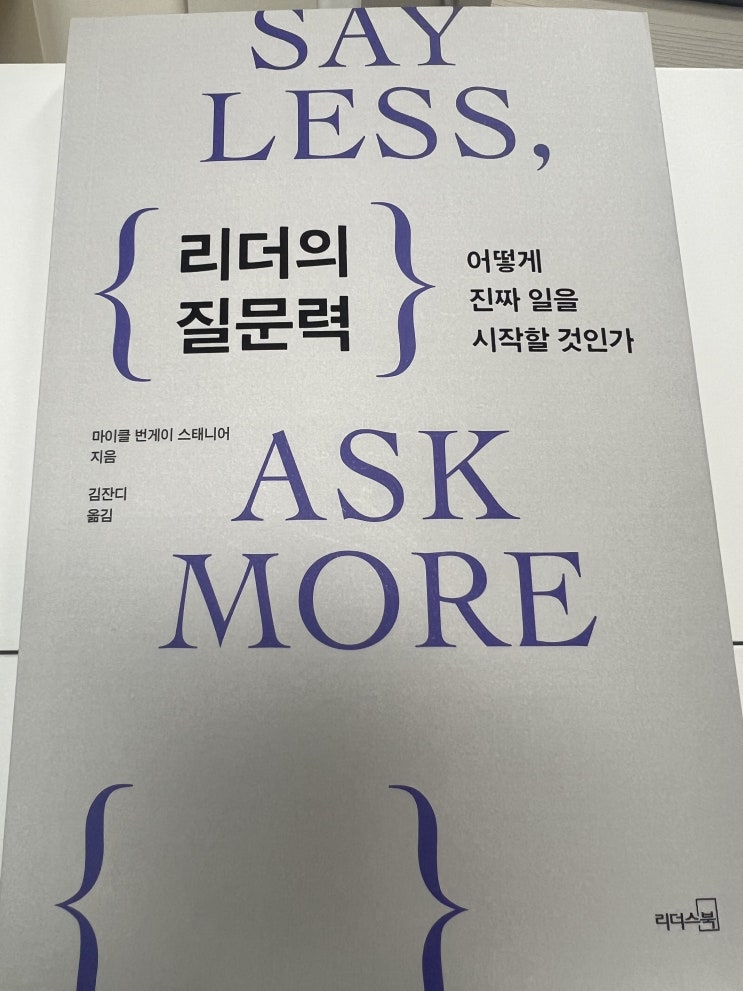 SAY
LESS,
리더의
질문력
어떻게
진짜 일을
시작할 것인가
마이클 번게이 스태니어
지음
김잔디
옮김
ASK
MORE
리더스북